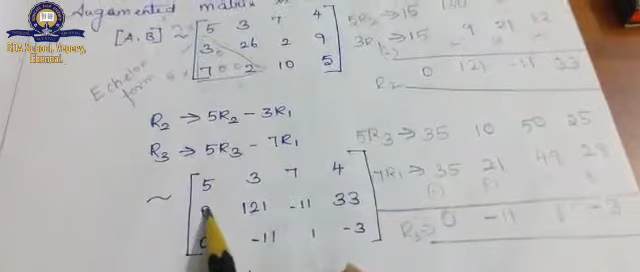 Augamented matrix
[A,B] ~ [5 3 7 4
3 26 2 9
7 2 10 5]
Echelon form
R2 → 5R2 - 3R1
R3 → 5R3 - 7R1
~ [5 3 7 4
0 121 -11 33
0 -11 1 -3]
5R2 → 15
3R1 → 15 9 21 12
R2 0 121 -11 33
5R3 → 35 10 50 25
7R1 → 35 21 49 28
R3 → 0 -11 1 -3